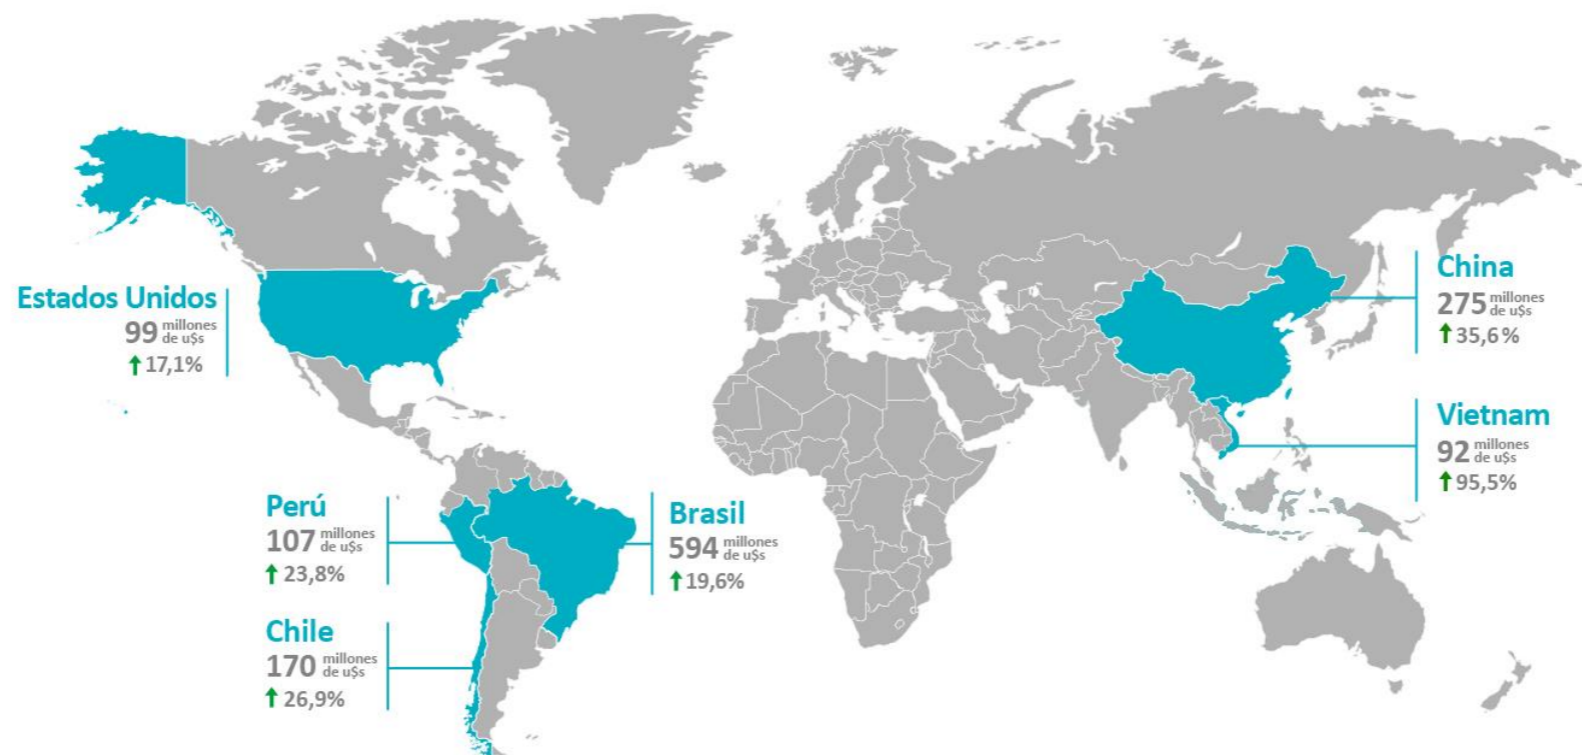 Estados Unidos
99 millones
de u$s
17,1%
Perú
107 millones
de u$s
23,8%
Chile
170 millones
de u$s
26,9%
Brasil
594 millones
de u$s
19,6%
China
275 millones
de u$s
35,6%
Vietnam
92 millones
de u$s
95,5%